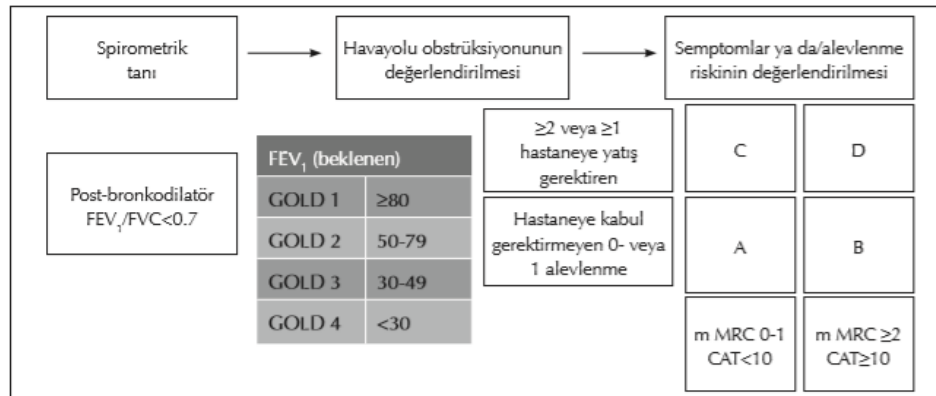 Spirometrik
tanı
Havayolu obstrüksiyonunun
değerlendirilmesi
Semptomlar ya da/alevlenme
riskinin değerlendirilmesi
Post-bronkodilatör
FEV₁/FVC<0.7
FEV₁ (beklenen)
GOLD 1 ≥80
GOLD 2 50-79
GOLD 3 30-49
GOLD 4 <30
≥2 veya ≥1
hastaneye yatış
gerektiren
Hastaneye kabul
gerektirmeyen 0- veya
1 alevlenme
C D
A B
m MRC 0-1
CAT<10
m MRC ≥2
CAT≥10